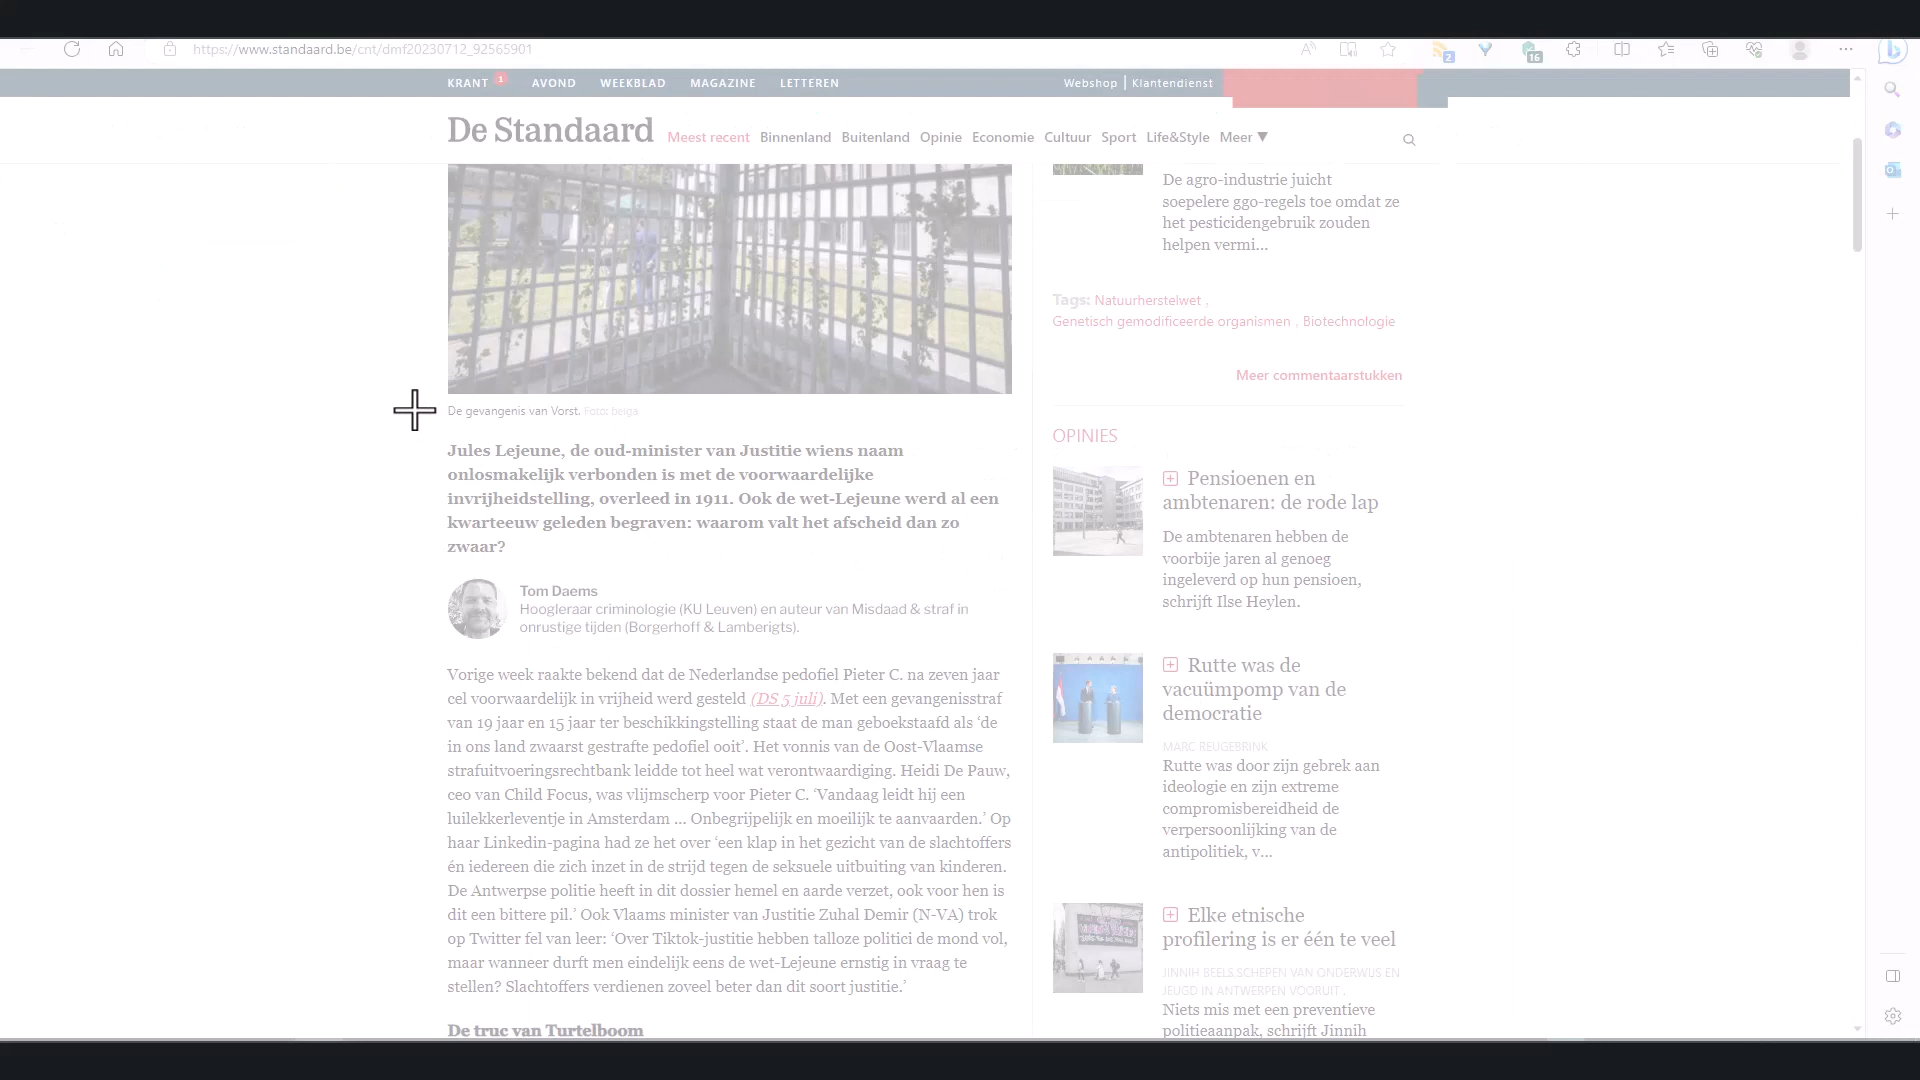 https://www.standaard.be/cnt/dmf20230712_92565901
2
16
KRANT 1 AVOND WEEKBLAD MAGAZINE LETTEREN
Webshop | Klantendienst
De Standaard
Meest recent Binnenland Buitenland Opinie Economie Cultuur Sport Life&Style Meer ▼
De gevangenis van Vorst. Foto: belga
Jules Lejeune, de oud-minister van Justitie wiens naam
onlosmakelijk verbonden is met de voorwaardelijke
invrijheidstelling, overleed in 1911. Ook de wet-Lejeune werd al een
kwarteeuw geleden begraven: waarom valt het afscheid dan zo
zwaar?
Tom Daems
Hoogleraar criminologie (KU Leuven) en auteur van Misdaad & straf in
onrustige tijden (Borgerhoff & Lamberigts).
Vorige week raakte bekend dat de Nederlandse pedofiel Pieter C. na zeven jaar
cel voorwaardelijk in vrijheid werd gesteld (DS 5 juli). Met een gevangenisstraf
van 19 jaar en 15 jaar ter beschikkingstelling staat de man geboekstaafd als ‘de
in ons land zwaarst gestrafte pedofiel ooit’. Het vonnis van de Oost-Vlaamse
strafuitvoeringsrechtbank leidde tot heel wat verontwaardiging. Heidi De Pauw,
ceo van Child Focus, was vlijmscherp voor Pieter C. ‘Vandaag leidt hij een
luilekkerleventje in Amsterdam ... Onbegrijpelijk en moeilijk te aanvaarden.’ Op
haar Linkedin-pagina had ze het over ‘een klap in het gezicht van de slachtoffers
én iedereen die zich inzet in de strijd tegen de seksuele uitbuiting van kinderen.
De Antwerpse politie heeft in dit dossier hemel en aarde verzet, ook voor hen is
dit een bittere pil.’ Ook Vlaams minister van Justitie Zuhal Demir (N-VA) trok
op Twitter fel van leer: ‘Over Tiktok-justitie hebben talloze politici de mond vol,
maar wanneer durft men eindelijk eens de wet-Lejeune ernstig in vraag te
stellen? Slachtoffers verdienen zoveel beter dan dit soort justitie.’
De truc van Turtelboom
De agro-industrie juicht
soepelere ggo-regels toe omdat ze
het pesticidengebruik zouden
helpen vermi...
Tags: Natuurherstelwet ,
Genetisch gemodificeerde organismen , Biotechnologie
Meer commentaarstukken
OPINIES
Pensioenen en
ambtenaren: de rode lap
De ambtenaren hebben de
voorbije jaren al genoeg
ingeleverd op hun pensioen,
schrijft Ilse Heylen.
Rutte was de
vacuümpomp van de
democratie
MARC REUGEBRINK
Rutte was door zijn gebrek aan
ideologie en zijn extreme
compromisbereidheid de
verpersoonlijking van de
antipolitiek, v...
Elke etnische
profilering is er één te veel
JINNIH BEELS,SCHEPEN VAN ONDERWIJS EN
JEUGD IN ANTWERPEN VOORUIT .
Niets mis met een preventieve
politieaanpak, schrijft Jinnih